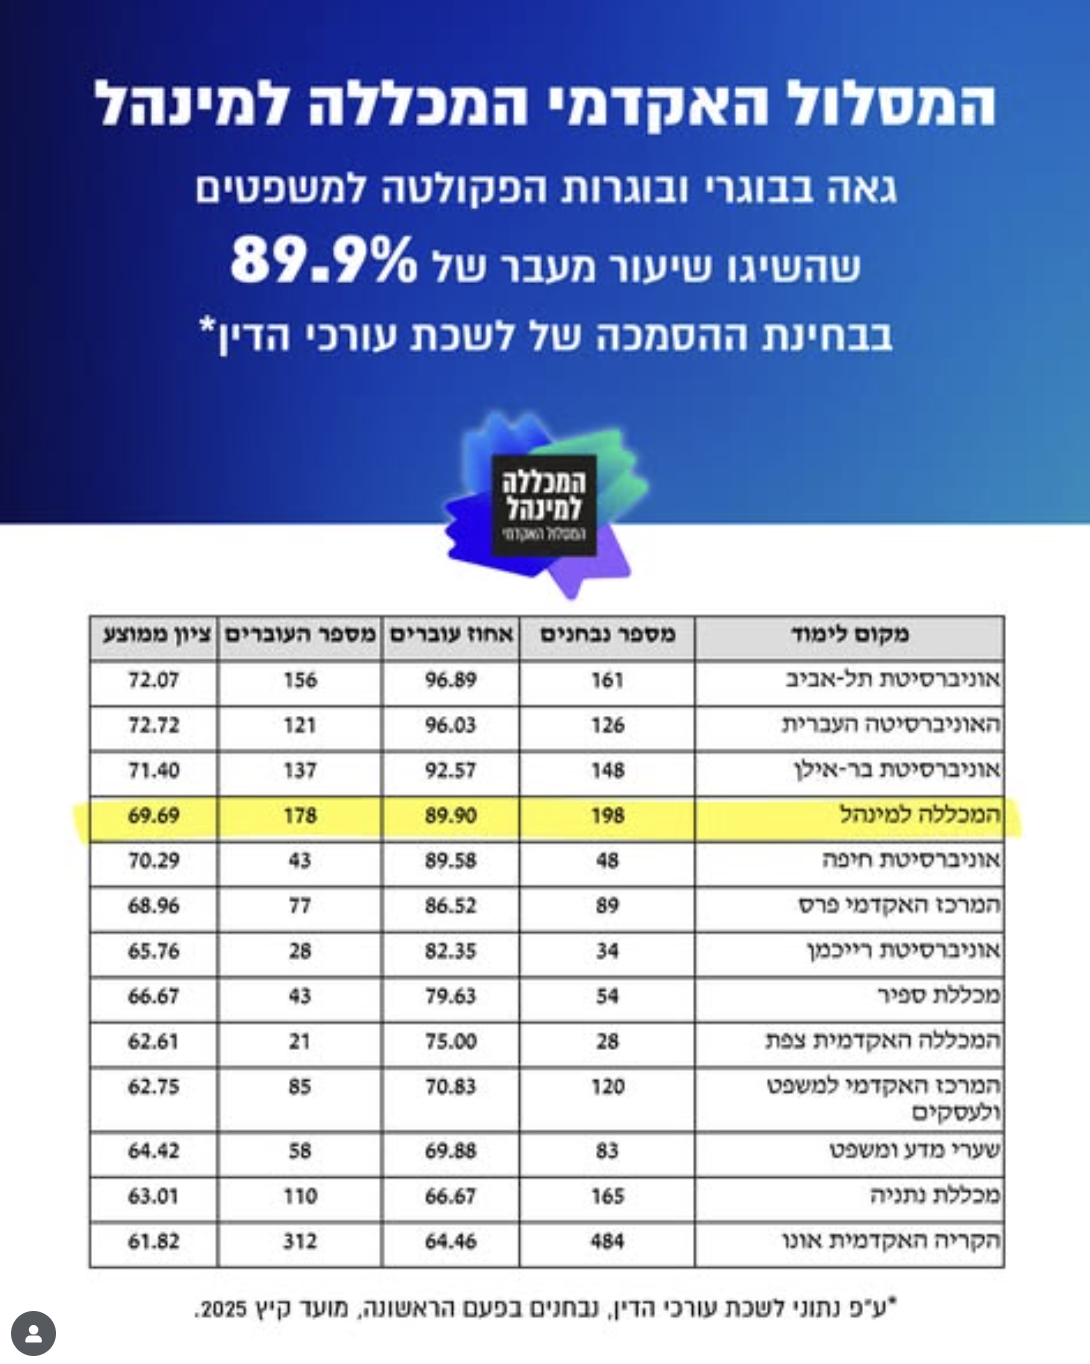 המסלול האקדמי המכללה למינהל
גאה בבוגרי ובוגרות הפקולטה למשפטים
שהשיגו שיעור מעבר של 89.9%
בבחינת ההסמכה של לשכת עורכי הדין*
המכללה
למינהל
המסלול האקדמי
מקום לימוד | מספר נבחנים | אחוז עוברים | מספר העוברים | ציון ממוצע
אוניברסיטת תל-אביב | 161 | 96.89 | 156 | 72.07
האוניברסיטה העברית | 126 | 96.03 | 121 | 72.72
אוניברסיטת בר-אילן | 148 | 92.57 | 137 | 71.40
המכללה למינהל | 198 | 89.90 | 178 | 69.69
אוניברסיטת חיפה | 48 | 89.58 | 43 | 70.29
המרכז האקדמי פרס | 89 | 86.52 | 77 | 68.96
אוניברסיטת רייכמן | 34 | 82.35 | 28 | 65.76
מכללת ספיר | 54 | 79.63 | 43 | 66.67
המכללה האקדמית צפת | 28 | 75.00 | 21 | 62.61
המרכז האקדמי למשפט | 120 | 70.83 | 85 | 62.75
ולעסקים
שערי מדע ומשפט | 83 | 69.88 | 58 | 64.42
מכללת נתניה | 165 | 66.67 | 110 | 63.01
הקריה האקדמית אונו | 484 | 64.46 | 312 | 61.82
*ע"פ נתוני לשכת עורכי הדין, נבחנים בפעם הראשונה, מועד קיץ 2025.